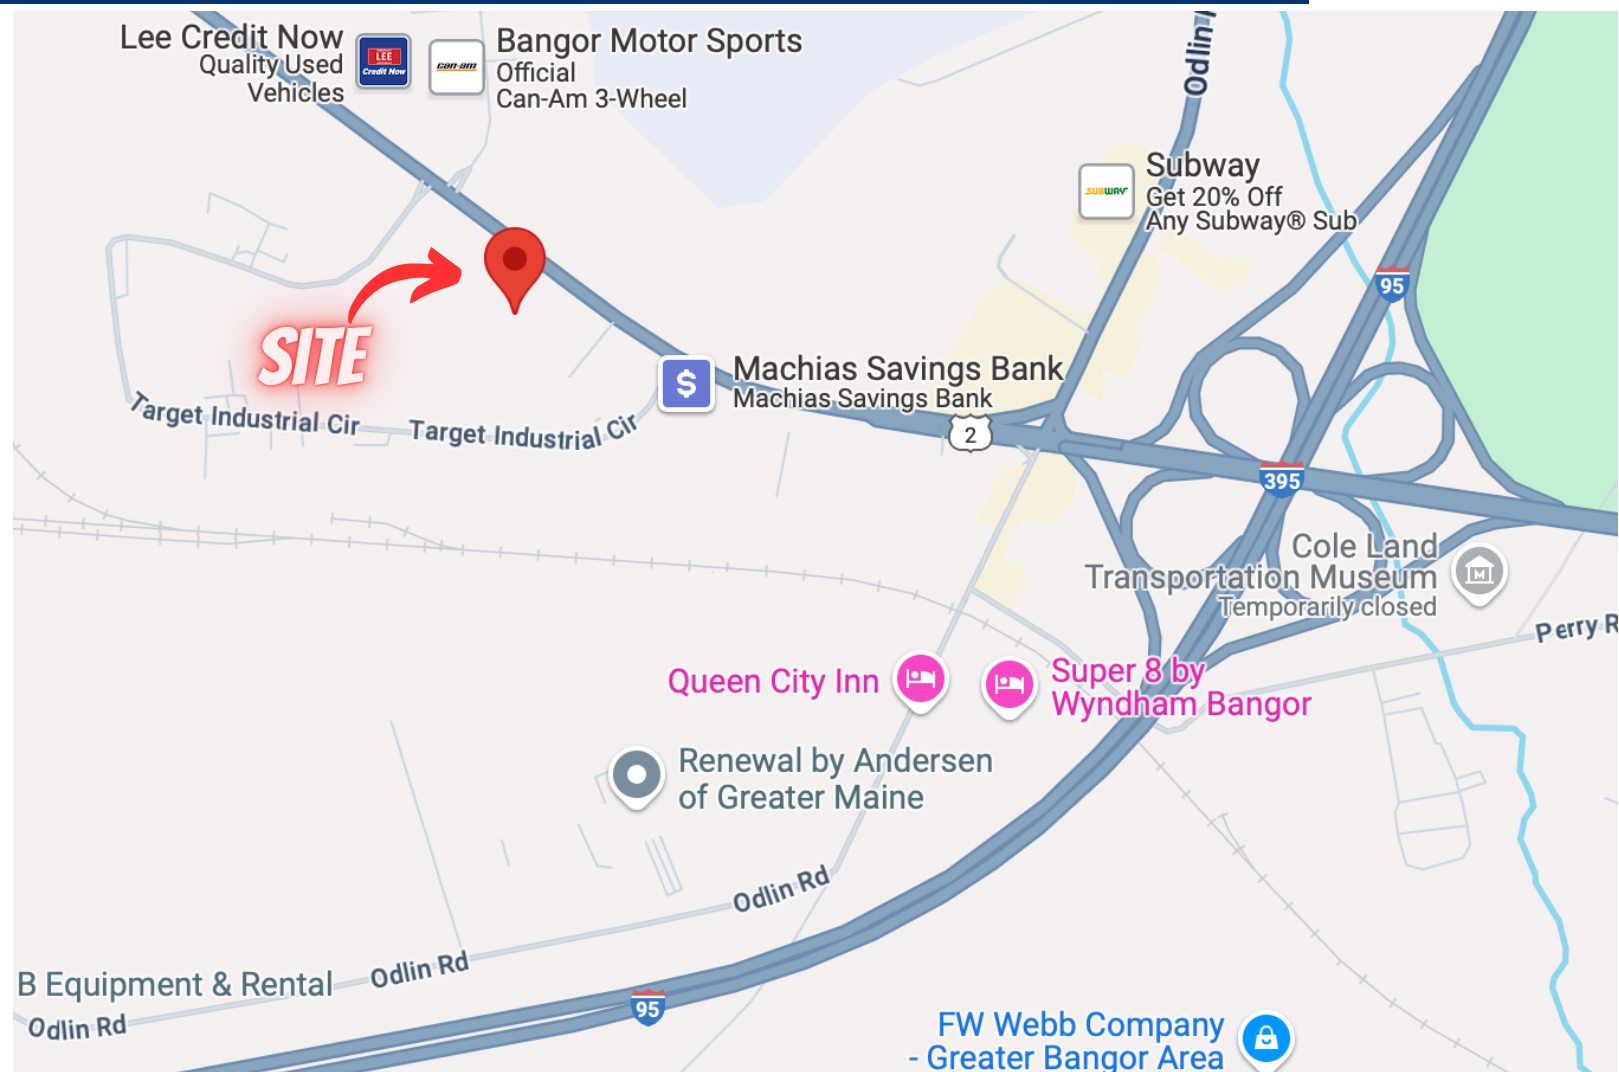 Lee Credit Now
Quality Used
Vehicles
LEE
Credit Now
can-am
Bangor Motor Sports
Official
Can-Am 3-Wheel
Subway
Get 20% Off
Any Subway® Sub
SUBWAY
95
SITE
$
Machias Savings Bank
Machias Savings Bank
Target Industrial Cir
Target Industrial Cir
2
395
Cole Land
Transportation Museum
Temporarily closed
M
Perry
Queen City Inn
Super 8 by
Wyndham Bangor
Renewal by Andersen
of Greater Maine
Odlin Rd
Odlin Rd
B Equipment & Rental
Odlin Rd
95
FW Webb Company
- Greater Bangor Area
Odlin